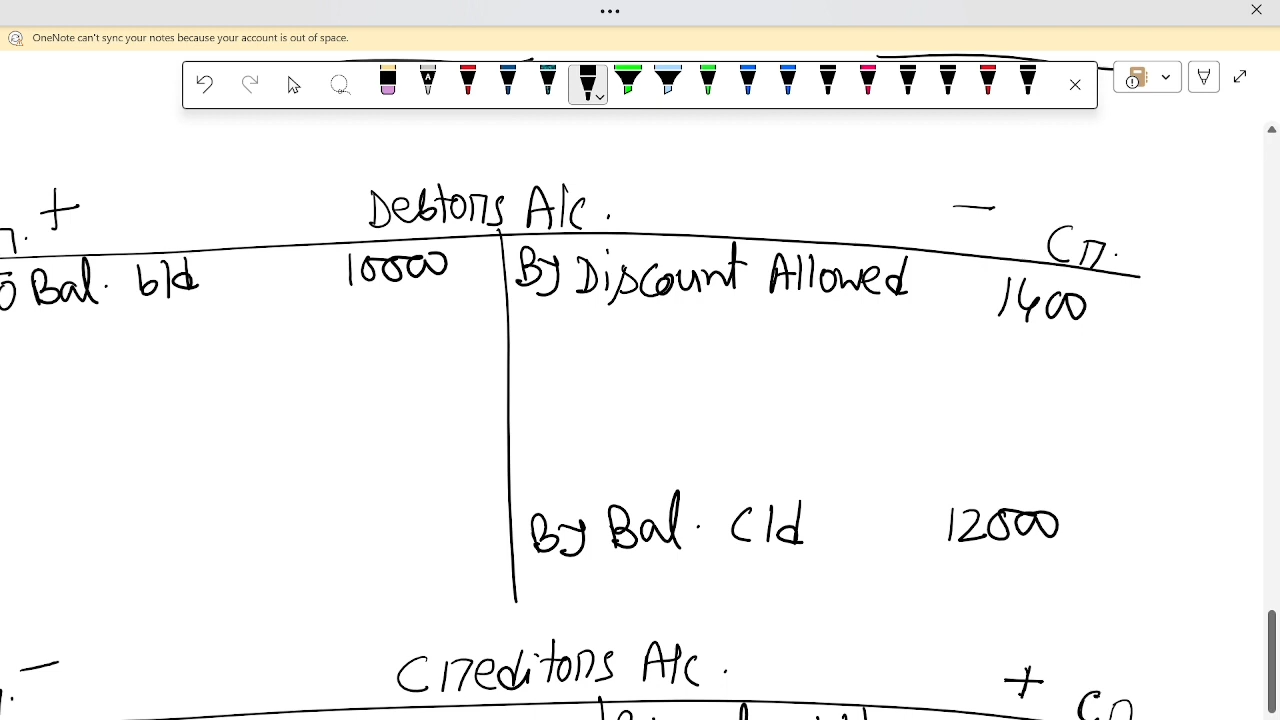 OneNote can't sync your notes because your account is out of space.
+ Debtors A/c. -
Cr.
Bal. b/d 10000 By Discount Allowed 1400
By Bal. C/d 12000
- Creditors A/c. +
Cr